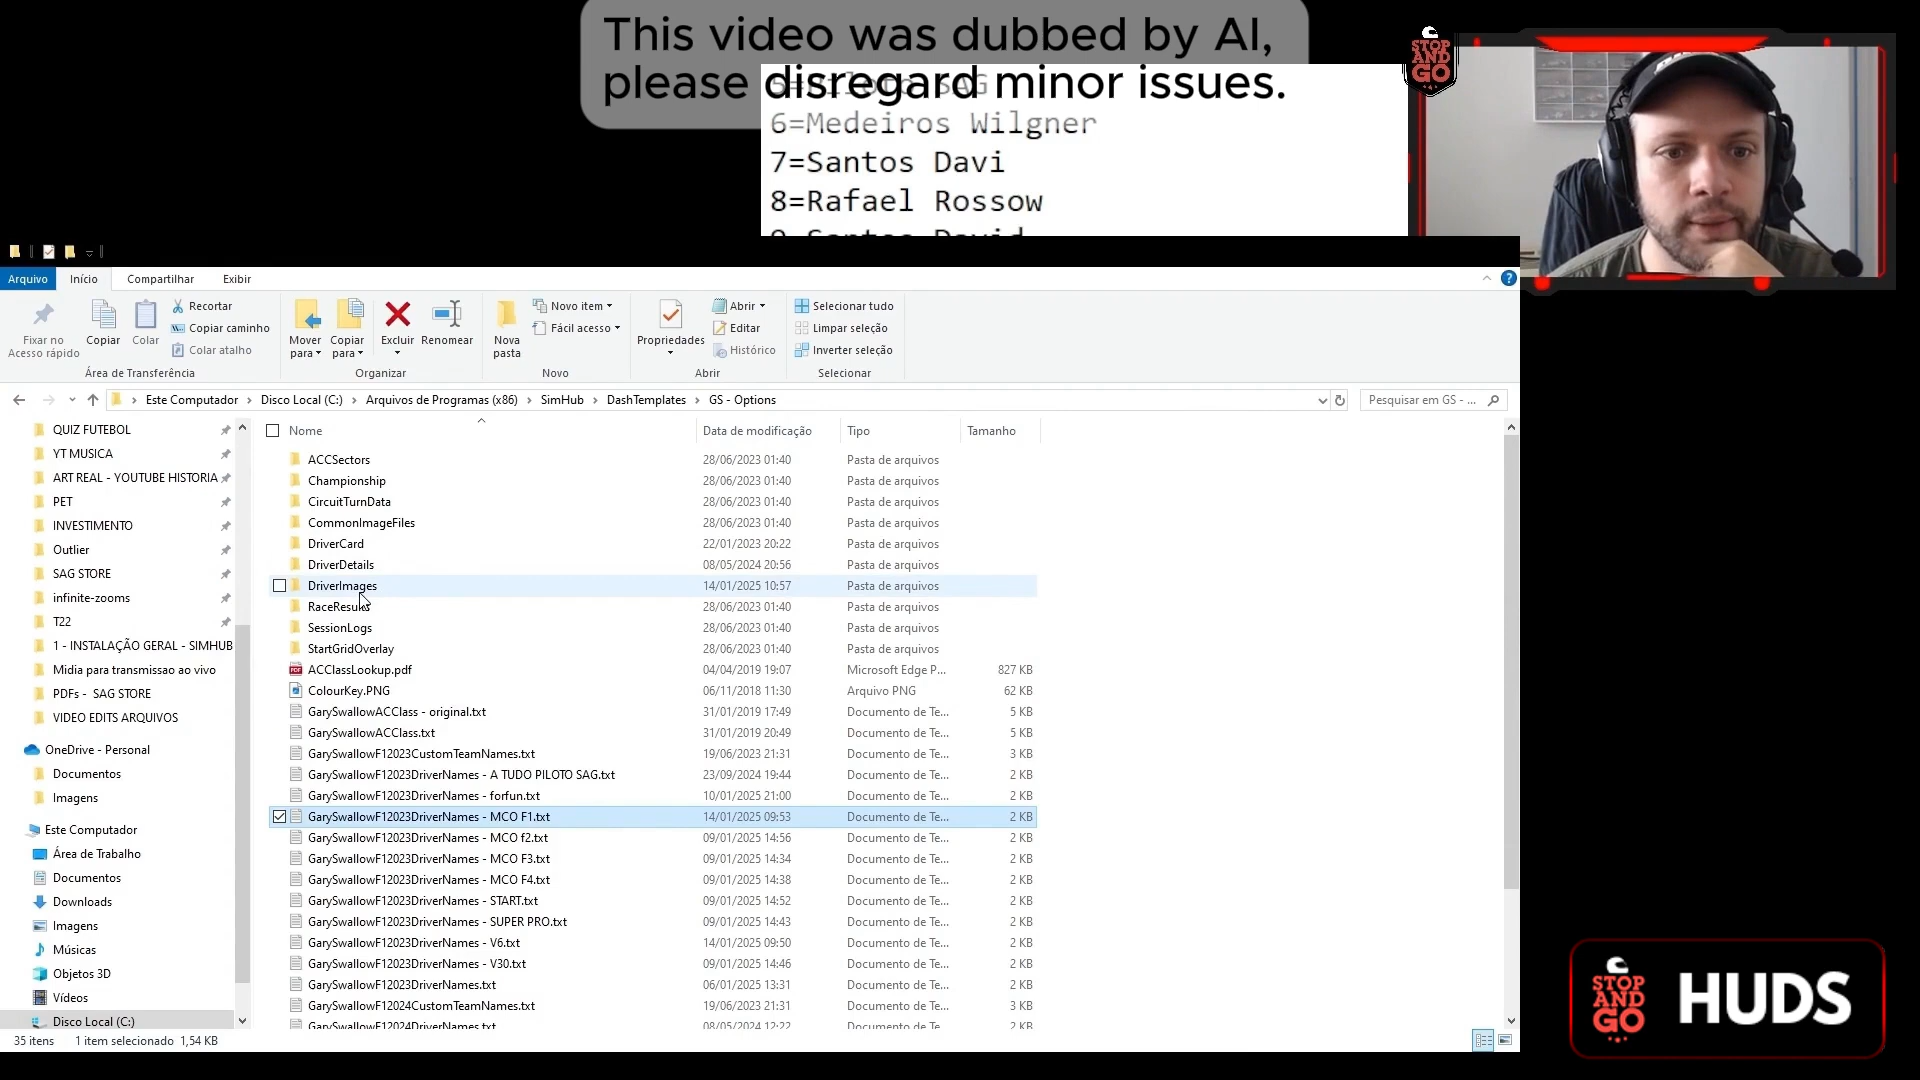 This video was dubbed by AI,
please disregard minor issues.
6=Medeiros Wilgner
7=Santos Davi
8=Rafael Rossow
STOP
AND
GO
Arquivo Início Compartilhar Exibir
Fixar no Acesso rápido
Copiar
Colar
Recortar
Copiar caminho
Colar atalho
Área de Transferência
Mover para
Copiar para
Excluir
Renomear
Organizar
Nova pasta
Novo item
Fácil acesso
Novo
Propriedades
Abrir
Editar
Histórico
Abrir
Selecionar tudo
Limpar seleção
Inverter seleção
Selecionar
Este Computador > Disco Local (C:) > Arquivos de Programas (x86) > SimHub > DashTemplates > GS - Options
Pesquisar em GS - ...
QUIZ FUTEBOL
YT MUSICA
ART REAL - YOUTUBE HISTORIA
PET
INVESTIMENTO
Outlier
SAG STORE
infinite-zooms
T22
1 - INSTALAÇÃO GERAL - SIMHUB
Midia para transmissao ao vivo
PDFs - SAG STORE
VIDEO EDITS ARQUIVOS
OneDrive - Personal
Documentos
Imagens
Este Computador
Área de Trabalho
Documentos
Downloads
Imagens
Músicas
Objetos 3D
Vídeos
Disco Local (C:)
Nome Data de modificação Tipo Tamanho
ACCSectors 28/06/2023 01:40 Pasta de arquivos
Championship 28/06/2023 01:40 Pasta de arquivos
CircuitTurnData 28/06/2023 01:40 Pasta de arquivos
CommonImageFiles 28/06/2023 01:40 Pasta de arquivos
DriverCard 22/01/2023 20:22 Pasta de arquivos
DriverDetails 08/05/2024 20:56 Pasta de arquivos
DriverImages 14/01/2025 10:57 Pasta de arquivos
RaceResults 28/06/2023 01:40 Pasta de arquivos
SessionLogs 28/06/2023 01:40 Pasta de arquivos
StartGridOverlay 28/06/2023 01:40 Pasta de arquivos
ACClassLookup.pdf 04/04/2019 19:07 Microsoft Edge P... 827 KB
ColourKey.PNG 06/11/2018 11:30 Arquivo PNG 62 KB
GarySwallowACClass - original.txt 31/01/2019 17:49 Documento de Te... 5 KB
GarySwallowACClass.txt 31/01/2019 20:49 Documento de Te... 5 KB
GarySwallowF12023CustomTeamNames.txt 19/06/2023 21:31 Documento de Te... 3 KB
GarySwallowF12023DriverNames - A TUDO PILOTO SAG.txt 23/09/2024 19:44 Documento de Te... 2 KB
GarySwallowF12023DriverNames - forfun.txt 10/01/2025 21:00 Documento de Te... 2 KB
GarySwallowF12023DriverNames - MCO F1.txt 14/01/2025 09:53 Documento de Te... 2 KB
GarySwallowF12023DriverNames - MCO f2.txt 09/01/2025 14:56 Documento de Te... 2 KB
GarySwallowF12023DriverNames - MCO F3.txt 09/01/2025 14:34 Documento de Te... 2 KB
GarySwallowF12023DriverNames - MCO F4.txt 09/01/2025 14:38 Documento de Te... 2 KB
GarySwallowF12023DriverNames - START.txt 09/01/2025 14:52 Documento de Te... 2 KB
GarySwallowF12023DriverNames - SUPER PRO.txt 09/01/2025 14:43 Documento de Te... 2 KB
GarySwallowF12023DriverNames - V6.txt 14/01/2025 09:50 Documento de Te... 2 KB
GarySwallowF12023DriverNames - V30.txt 09/01/2025 14:46 Documento de Te... 2 KB
GarySwallowF12023DriverNames.txt 06/01/2025 13:31 Documento de Te... 2 KB
GarySwallowF12024CustomTeamNames.txt 19/06/2023 21:31 Documento de Te... 3 KB
GarySwallowF12024DriverNames.txt 08/05/2024 12:22 Documento de Te... 2 KB
35 itens 1 item selecionado 1,54 KB
STOP
AND
GO
HUDS